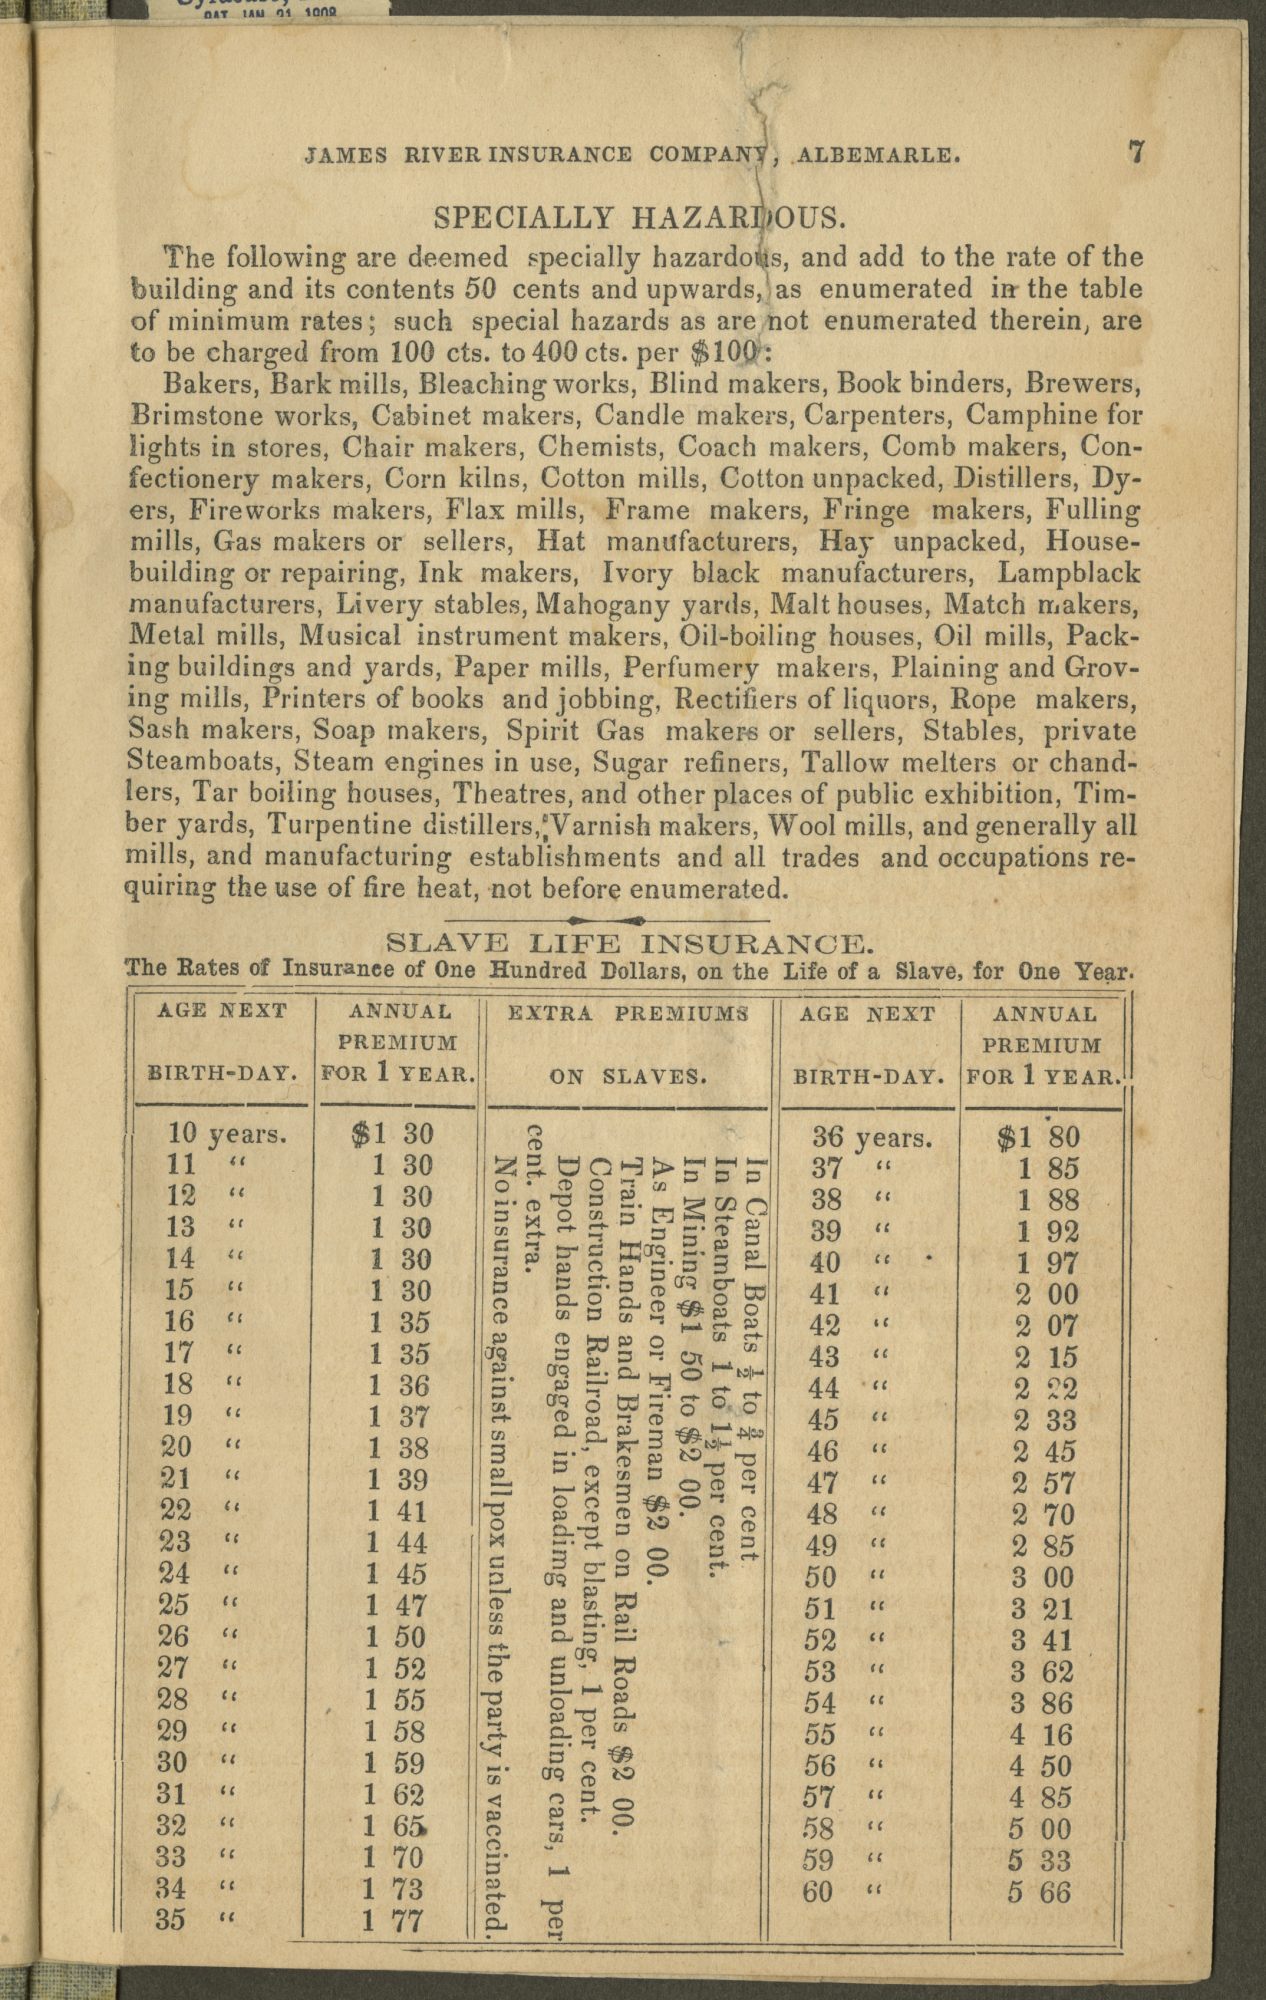 PAT. JAN. 21, 1908
JAMES RIVER INSURANCE COMPANY, ALBEMARLE. 7
SPECIALLY HAZARDOUS.
The following are deemed specially hazardous, and add to the rate of the
building and its contents 50 cents and upwards, as enumerated in the table
of minimum rates; such special hazards as are not enumerated therein, are
to be charged from 100 cts. to 400 cts. per $100:
Bakers, Bark mills, Bleaching works, Blind makers, Book binders, Brewers,
Brimstone works, Cabinet makers, Candle makers, Carpenters, Camphine for
lights in stores, Chair makers, Chemists, Coach makers, Comb makers, Con-
fectionery makers, Corn kilns, Cotton mills, Cotton unpacked, Distillers, Dy-
ers, Fireworks makers, Flax mills, Frame makers, Fringe makers, Fulling
mills, Gas makers or sellers, Hat manufacturers, Hay unpacked, House-
building or repairing, Ink makers, Ivory black manufacturers, Lampblack
manufacturers, Livery stables, Mahogany yards, Malt houses, Match makers,
Metal mills, Musical instrument makers, Oil-boiling houses, Oil mills, Pack-
ing buildings and yards, Paper mills, Perfumery makers, Plaining and Grov-
ing mills, Printers of books and jobbing, Rectifiers of liquors, Rope makers,
Sash makers, Soap makers, Spirit Gas makers or sellers, Stables, private
Steamboats, Steam engines in use, Sugar refiners, Tallow melters or chand-
lers, Tar boiling houses, Theatres, and other places of public exhibition, Tim-
ber yards, Turpentine distillers, Varnish makers, Wool mills, and generally all
mills, and manufacturing establishments and all trades and occupations re-
quiring the use of fire heat, not before enumerated.
SLAVE LIFE INSURANCE.
The Rates of Insurance of One Hundred Dollars, on the Life of a Slave, for One Year.
AGE NEXT
BIRTH-DAY.
ANNUAL
PREMIUM
FOR 1 YEAR.
10 years. $1 30
11 " 1 30
12 " 1 30
13 " 1 30
14 " 1 30
15 " 1 30
16 " 1 35
17 " 1 35
18 " 1 36
19 " 1 37
20 " 1 38
21 " 1 39
22 " 1 41
23 " 1 44
24 " 1 45
25 " 1 47
26 " 1 50
27 " 1 52
28 " 1 55
29 " 1 58
30 " 1 59
31 " 1 62
32 " 1 65
33 " 1 70
34 " 1 73
35 " 1 77
EXTRA PREMIUMS
ON SLAVES.
In Canal Boats ½ to ¾ per cent
In Steamboats 1 to 1½ per cent.
In Mining $1 50 to $2 00.
As Engineer or Fireman $2 00.
Train Hands and Brakesmen on Rail Roads $2 00.
Construction Railroad, except blasting, 1 per cent.
Depot hands engaged in loadimg and unloading cars, 1 per
cent. extra.
No insurance against small pox unless the party is vaccinated.
AGE NEXT
BIRTH-DAY.
ANNUAL
PREMIUM
FOR 1 YEAR.
36 years. $1 80
37 " 1 85
38 " 1 88
39 " 1 92
40 " 1 97
41 " 2 00
42 " 2 07
43 " 2 15
44 " 2 22
45 " 2 33
46 " 2 45
47 " 2 57
48 " 2 70
49 " 2 85
50 " 3 00
51 " 3 21
52 " 3 41
53 " 3 62
54 " 3 86
55 " 4 16
56 " 4 50
57 " 4 85
58 " 5 00
59 " 5 33
60 " 5 66